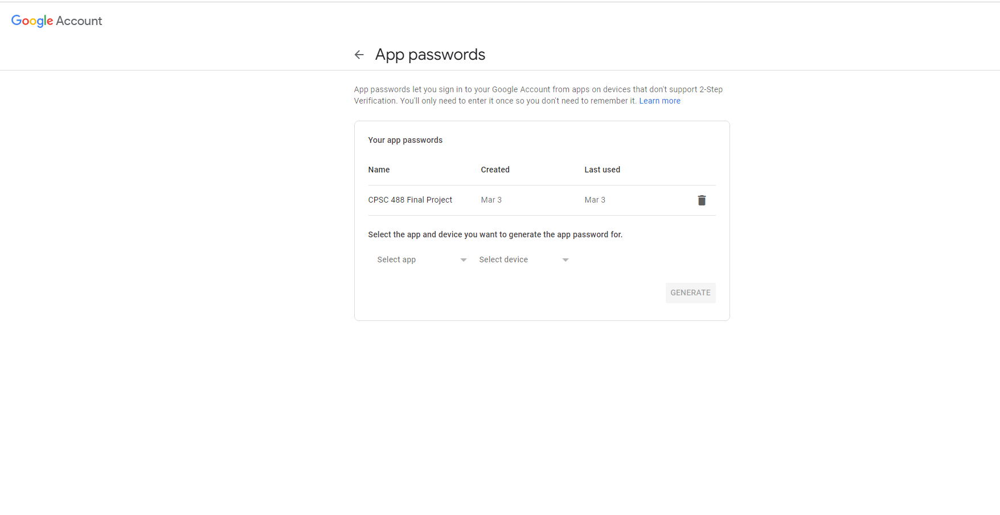 Google Account
App passwords
App passwords let you sign in to your Google Account from apps on devices that don't support 2-Step
Verification. You'll only need to enter it once so you don't need to remember it. Learn more
Your app passwords
Name Created Last used
CPSC 488 Final Project Mar 3 Mar 3
Select the app and device you want to generate the app password for.
Select app Select device
GENERATE